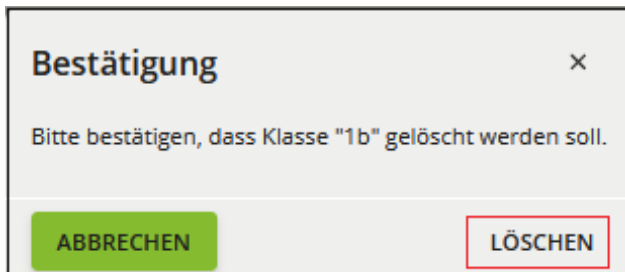 Bestätigung
Bitte bestätigen, dass Klasse "1b" gelöscht werden soll.
ABBRECHEN
LÖSCHEN